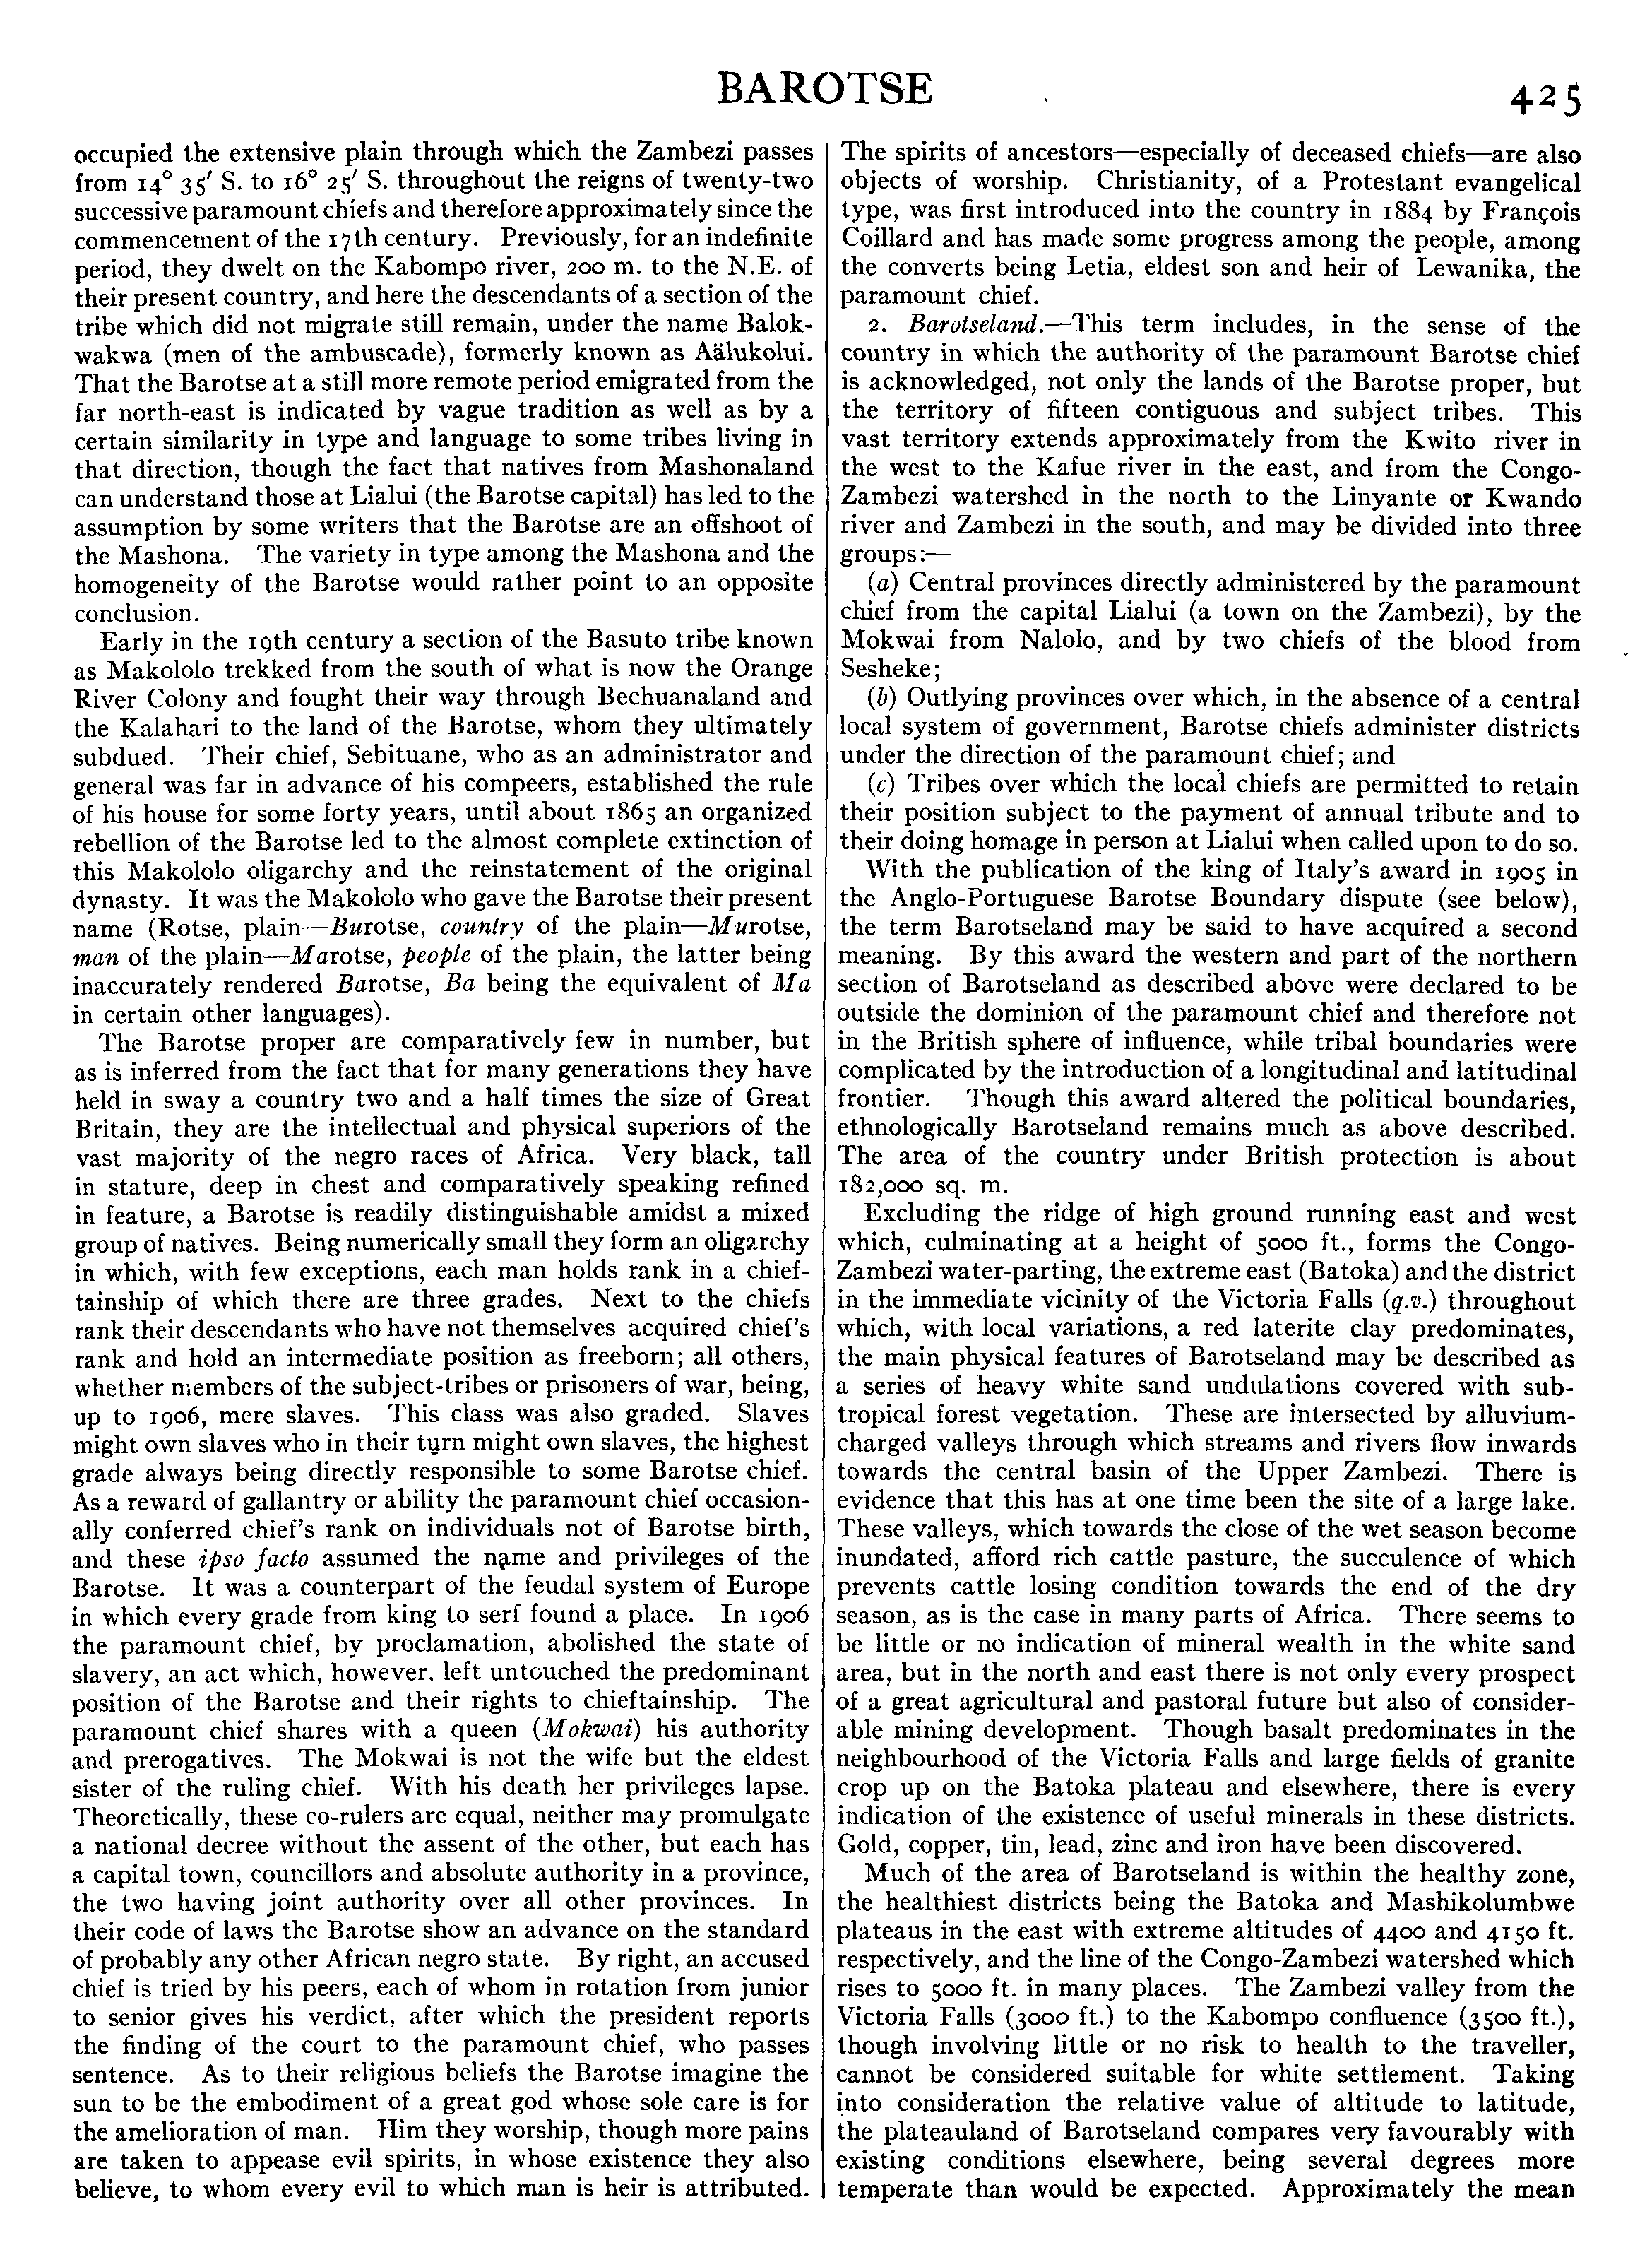 BAROTSE
425
occupied the extensive plain through which the Zambezi passes
from 14° 35′ S. to 16° 25′ S. throughout the reigns of twenty-two
successive paramount chiefs and therefore approximately since the
commencement of the 17th century. Previously, for an indefinite
period, they dwelt on the Kabompo river, 200 m. to the N.E. of
their present country, and here the descendants of a section of the
tribe which did not migrate still remain, under the name Balok-
wakwa (men of the ambuscade), formerly known as Aälukolui.
That the Barotse at a still more remote period emigrated from the
far north-east is indicated by vague tradition as well as by a
certain similarity in type and language to some tribes living in
that direction, though the fact that natives from Mashonaland
can understand those at Lialui (the Barotse capital) has led to the
assumption by some writers that the Barotse are an offshoot of
the Mashona. The variety in type among the Mashona and the
homogeneity of the Barotse would rather point to an opposite
conclusion.
Early in the 19th century a section of the Basuto tribe known
as Makololo trekked from the south of what is now the Orange
River Colony and fought their way through Bechuanaland and
the Kalahari to the land of the Barotse, whom they ultimately
subdued. Their chief, Sebituane, who as an administrator and
general was far in advance of his compeers, established the rule
of his house for some forty years, until about 1865 an organized
rebellion of the Barotse led to the almost complete extinction of
this Makololo oligarchy and the reinstatement of the original
dynasty. It was the Makololo who gave the Barotse their present
name (Rotse, plain—Burotse, country of the plain—Murotse,
man of the plain—Marotse, people of the plain, the latter being
inaccurately rendered Barotse, Ba being the equivalent of Ma
in certain other languages).
The Barotse proper are comparatively few in number, but
as is inferred from the fact that for many generations they have
held in sway a country two and a half times the size of Great
Britain, they are the intellectual and physical superiors of the
vast majority of the negro races of Africa. Very black, tall
in stature, deep in chest and comparatively speaking refined
in feature, a Barotse is readily distinguishable amidst a mixed
group of natives. Being numerically small they form an oligarchy
in which, with few exceptions, each man holds rank in a chief-
tainship of which there are three grades. Next to the chiefs
rank their descendants who have not themselves acquired chief's
rank and hold an intermediate position as freeborn; all others,
whether members of the subject-tribes or prisoners of war, being,
up to 1906, mere slaves. This class was also graded. Slaves
might own slaves who in their turn might own slaves, the highest
grade always being directly responsible to some Barotse chief.
As a reward of gallantry or ability the paramount chief occasion-
ally conferred chief's rank on individuals not of Barotse birth,
and these ipso facto assumed the name and privileges of the
Barotse. It was a counterpart of the feudal system of Europe
in which every grade from king to serf found a place. In 1906
the paramount chief, by proclamation, abolished the state of
slavery, an act which, however, left untouched the predominant
position of the Barotse and their rights to chieftainship. The
paramount chief shares with a queen (Mokwai) his authority
and prerogatives. The Mokwai is not the wife but the eldest
sister of the ruling chief. With his death her privileges lapse.
Theoretically, these co-rulers are equal, neither may promulgate
a national decree without the assent of the other, but each has
a capital town, councillors and absolute authority in a province,
the two having joint authority over all other provinces. In
their code of laws the Barotse show an advance on the standard
of probably any other African negro state. By right, an accused
chief is tried by his peers, each of whom in rotation from junior
to senior gives his verdict, after which the president reports
the finding of the court to the paramount chief, who passes
sentence. As to their religious beliefs the Barotse imagine the
sun to be the embodiment of a great god whose sole care is for
the amelioration of man. Him they worship, though more pains
are taken to appease evil spirits, in whose existence they also
believe, to whom every evil to which man is heir is attributed.
The spirits of ancestors—especially of deceased chiefs—are also
objects of worship. Christianity, of a Protestant evangelical
type, was first introduced into the country in 1884 by François
Coillard and has made some progress among the people, among
the converts being Letia, eldest son and heir of Lewanika, the
paramount chief.
2. Barotseland.—This term includes, in the sense of the
country in which the authority of the paramount Barotse chief
is acknowledged, not only the lands of the Barotse proper, but
the territory of fifteen contiguous and subject tribes. This
vast territory extends approximately from the Kwito river in
the west to the Kafue river in the east, and from the Congo-
Zambezi watershed in the north to the Linyante or Kwando
river and Zambezi in the south, and may be divided into three
groups:—
(a) Central provinces directly administered by the paramount
chief from the capital Lialui (a town on the Zambezi), by the
Mokwai from Nalolo, and by two chiefs of the blood from
Sesheke;
(b) Outlying provinces over which, in the absence of a central
local system of government, Barotse chiefs administer districts
under the direction of the paramount chief; and
(c) Tribes over which the local chiefs are permitted to retain
their position subject to the payment of annual tribute and to
their doing homage in person at Lialui when called upon to do so.
With the publication of the king of Italy's award in 1905 in
the Anglo-Portuguese Barotse Boundary dispute (see below),
the term Barotseland may be said to have acquired a second
meaning. By this award the western and part of the northern
section of Barotseland as described above were declared to be
outside the dominion of the paramount chief and therefore not
in the British sphere of influence, while tribal boundaries were
complicated by the introduction of a longitudinal and latitudinal
frontier. Though this award altered the political boundaries,
ethnologically Barotseland remains much as above described.
The area of the country under British protection is about
182,000 sq. m.
Excluding the ridge of high ground running east and west
which, culminating at a height of 5000 ft., forms the Congo-
Zambezi water-parting, the extreme east (Batoka) and the district
in the immediate vicinity of the Victoria Falls (q.v.) throughout
which, with local variations, a red laterite clay predominates,
the main physical features of Barotseland may be described as
a series of heavy white sand undulations covered with sub-
tropical forest vegetation. These are intersected by alluvium-
charged valleys through which streams and rivers flow inwards
towards the central basin of the Upper Zambezi. There is
evidence that this has at one time been the site of a large lake.
These valleys, which towards the close of the wet season become
inundated, afford rich cattle pasture, the succulence of which
prevents cattle losing condition towards the end of the dry
season, as is the case in many parts of Africa. There seems to
be little or no indication of mineral wealth in the white sand
area, but in the north and east there is not only every prospect
of a great agricultural and pastoral future but also of consider-
able mining development. Though basalt predominates in the
neighbourhood of the Victoria Falls and large fields of granite
crop up on the Batoka plateau and elsewhere, there is every
indication of the existence of useful minerals in these districts.
Gold, copper, tin, lead, zinc and iron have been discovered.
Much of the area of Barotseland is within the healthy zone,
the healthiest districts being the Batoka and Mashikolumbwe
plateaus in the east with extreme altitudes of 4400 and 4150 ft.
respectively, and the line of the Congo-Zambezi watershed which
rises to 5000 ft. in many places. The Zambezi valley from the
Victoria Falls (3000 ft.) to the Kabompo confluence (3500 ft.),
though involving little or no risk to health to the traveller,
cannot be considered suitable for white settlement. Taking
into consideration the relative value of altitude to latitude,
the plateauland of Barotseland compares very favourably with
existing conditions elsewhere, being several degrees more
temperate than would be expected. Approximately the mean